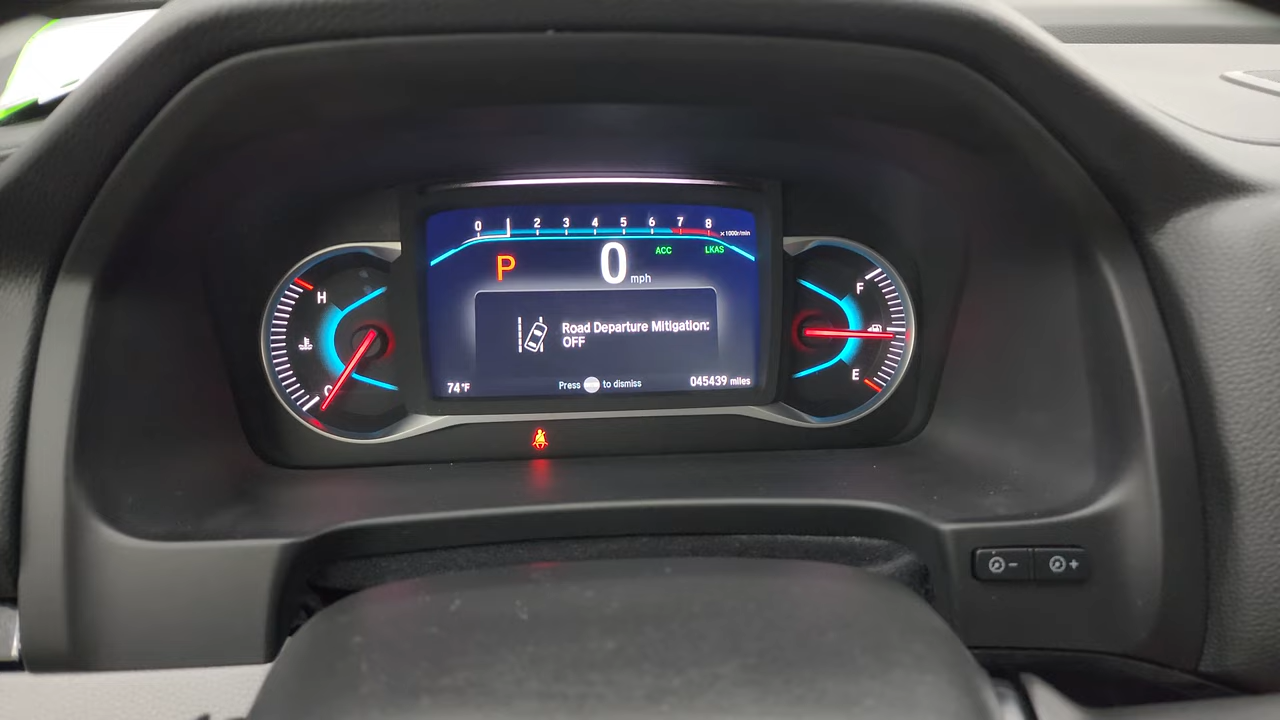 0 2 3 4 5 6 7 8 x1000r/min
ACC LKAS
P 0 mph
H
F
Road Departure Mitigation:
OFF
C
E
74°F Press to dismiss 045439 miles
- +